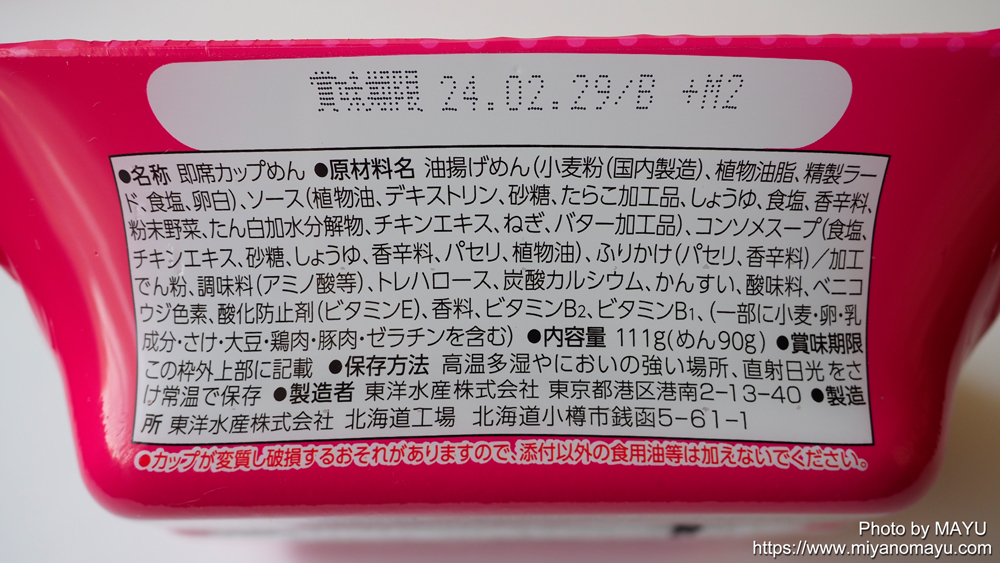 賞味期限 24.02.29/B +M2
●名称 即席カップめん ●原材料名 油揚げめん(小麦粉(国内製造)、植物油脂、精製ラー
ド、食塩、卵白)、ソース(植物油、デキストリン、砂糖、たらこ加工品、しょうゆ、食塩、香辛料、
粉末野菜、たん白加水分解物、チキンエキス、ねぎ、バター加工品)、コンソメスープ(食塩、
チキンエキス、砂糖、しょうゆ、香辛料、パセリ、植物油)、ふりかけ(パセリ、香辛料)/加工
でん粉、調味料(アミノ酸等)、トレハロース、炭酸カルシウム、かんすい、酸味料、ベニコ
ウジ色素、酸化防止剤(ビタミンE)、香料、ビタミンB2、ビタミンB1、(一部に小麦・卵・乳
成分・さけ・大豆・鶏肉・豚肉・ゼラチンを含む) ●内容量 111g(めん90g) ●賞味期限
この枠外上部に記載 ●保存方法 高温多湿やにおいの強い場所、直射日光をさ
け常温で保存 ●製造者 東洋水産株式会社 東京都港区港南2-13-40 ●製造
所 東洋水産株式会社 北海道工場 北海道小樽市銭函5-61-1
●カップが変質し破損するおそれがありますので、添付以外の食用油等は加えないでください。
Photo by MAYU
https://www.miyanomayu.com